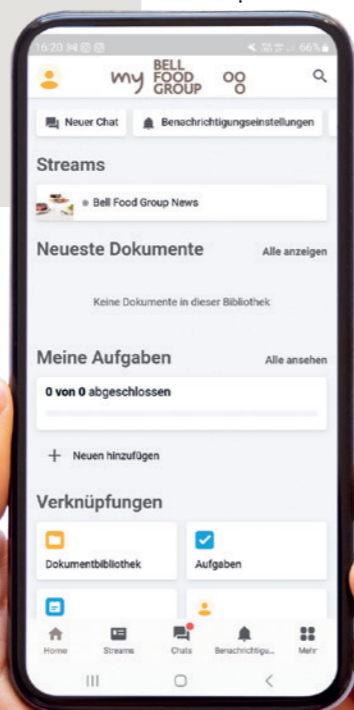 16:20
66%
my BELL
FOOD
GROUP
Neuer Chat
Benachrichtigungseinstellungen
Streams
Bell Food Group News
Neueste Dokumente
Alle anzeigen
Keine Dokumente in dieser Bibliothek
Meine Aufgaben
Alle ansehen
0 von 0 abgeschlossen
+ Neuen hinzufügen
Verknüpfungen
Dokumentbibliothek
Aufgaben
Home
Streams
Chats
Benachrichtigu...
Mehr